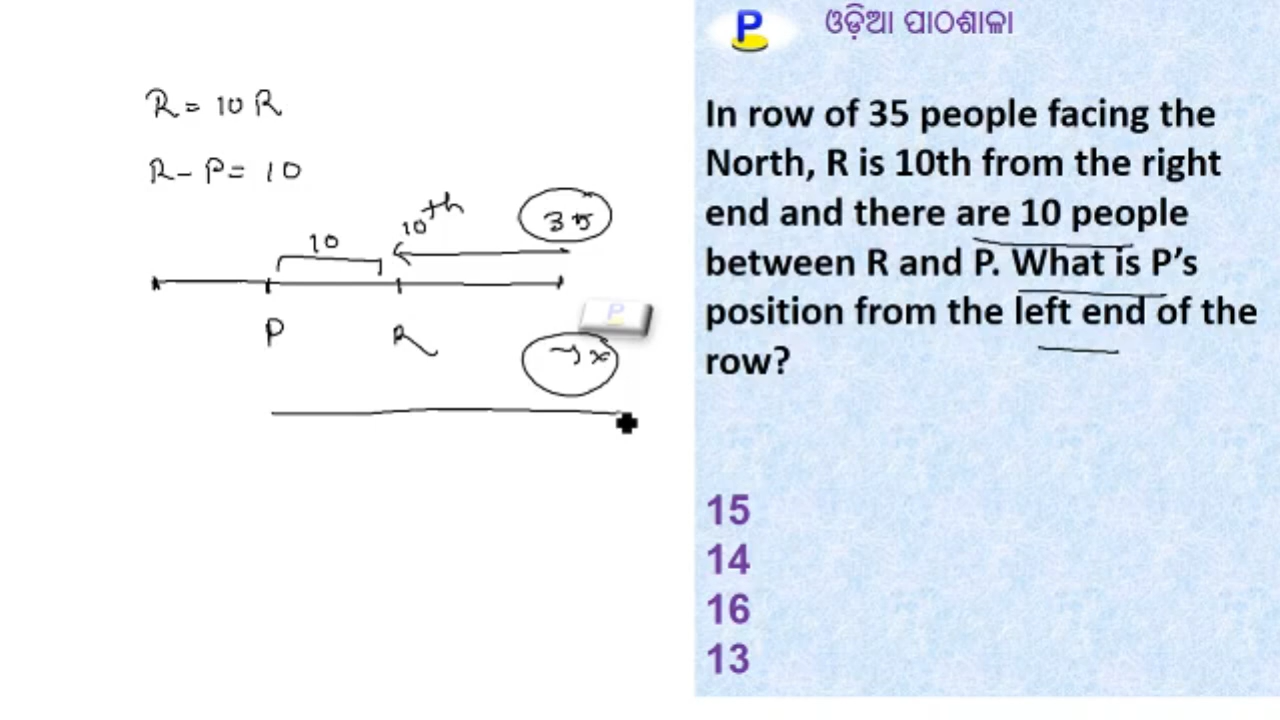 P ଓଡ଼ିଆ ପାଠଶାଳା
In row of 35 people facing the
North, R is 10th from the right
end and there are 10 people
between R and P. What is P’s
position from the left end of the
row?
15
14
16
13
R = 10 R
R - P = 10
10th
35
10
P
P R